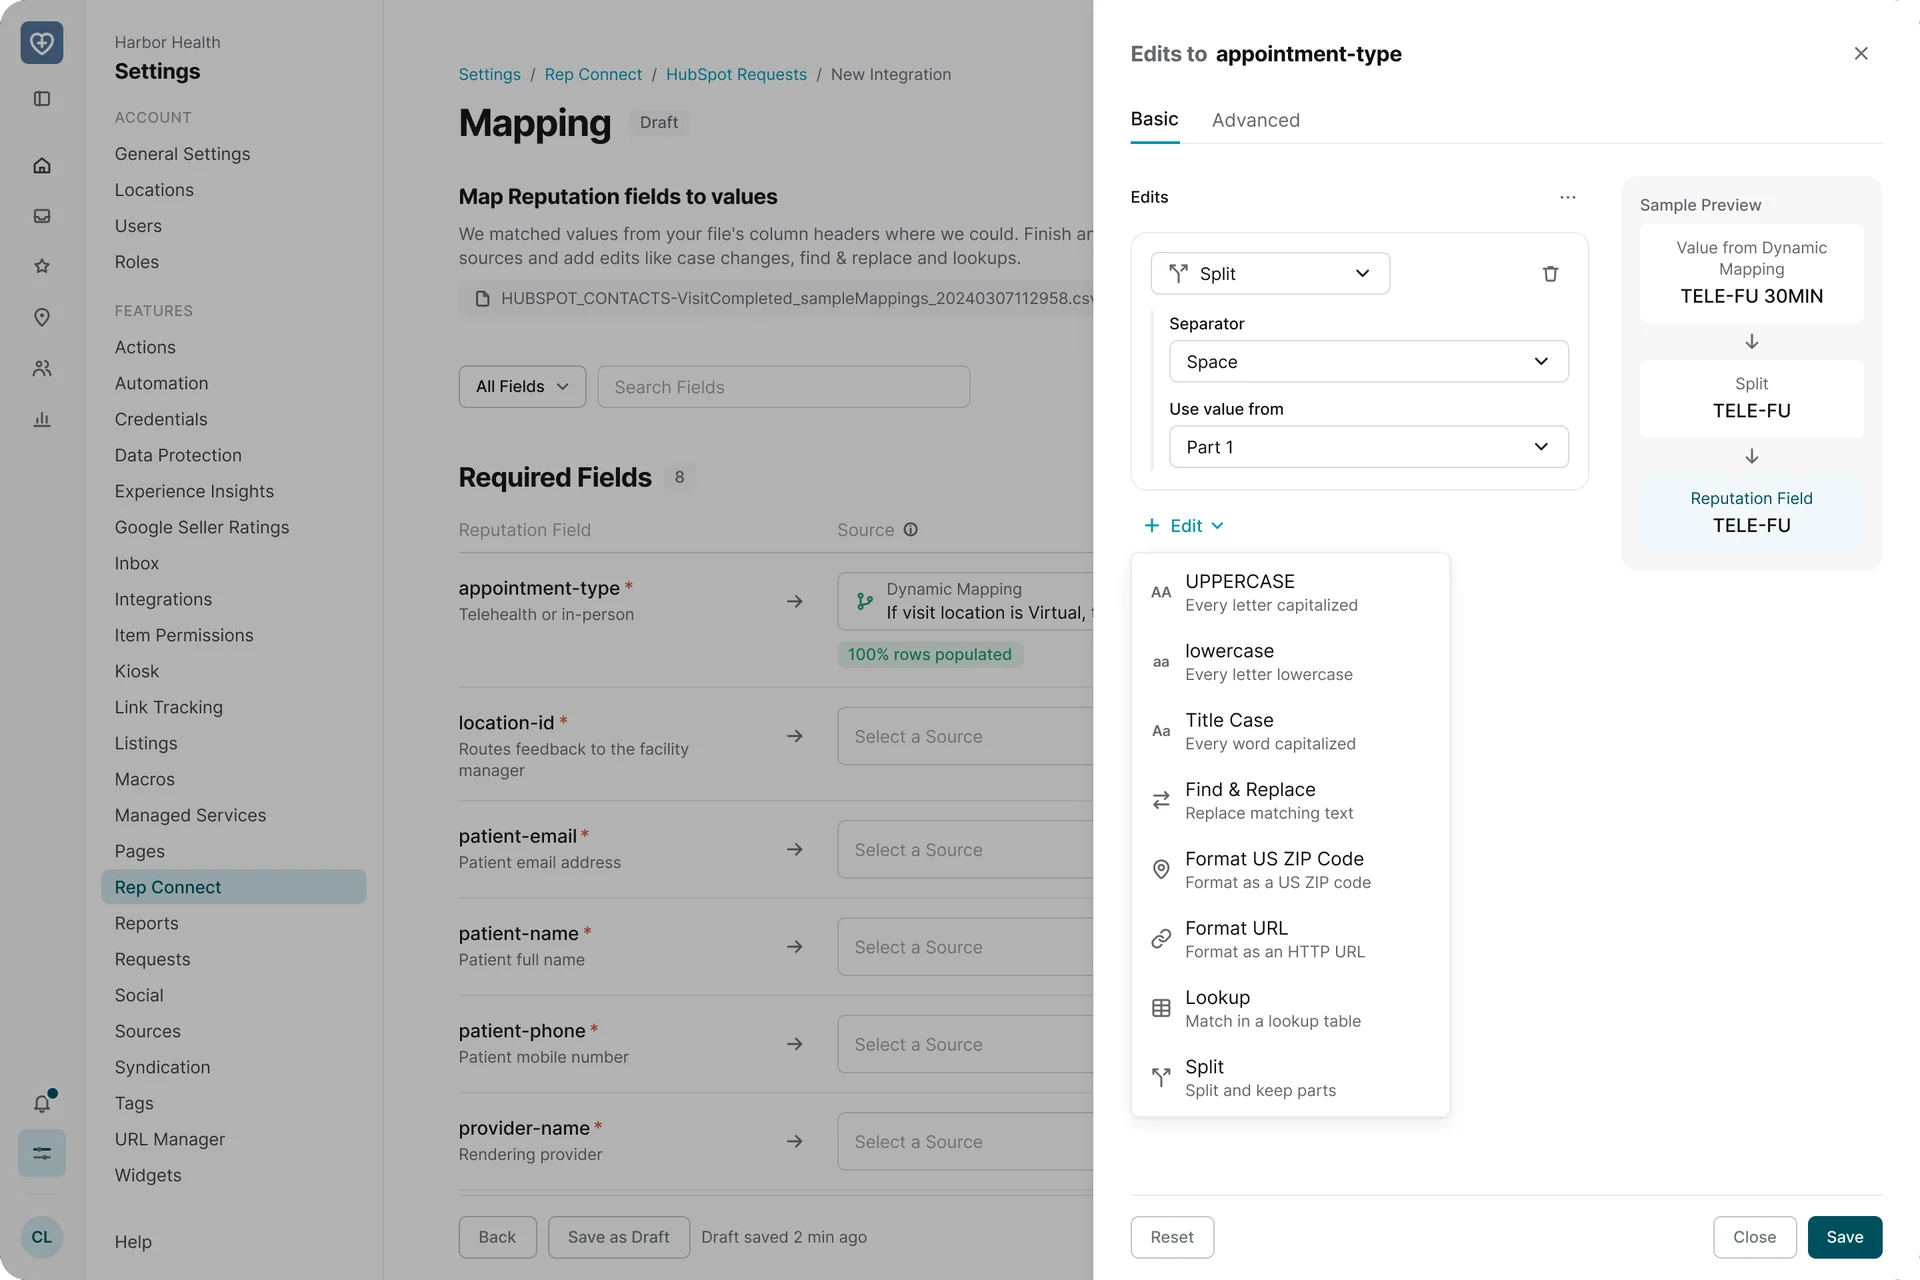 Harbor Health
Settings
ACCOUNT
General Settings
Locations
Users
Roles
FEATURES
Actions
Automation
Credentials
Data Protection
Experience Insights
Google Seller Ratings
Inbox
Integrations
Item Permissions
Kiosk
Link Tracking
Listings
Macros
Managed Services
Pages
Rep Connect
Reports
Requests
Social
Sources
Syndication
Tags
URL Manager
Widgets
Help
CL
Settings / Rep Connect / HubSpot Requests / New Integration
Mapping Draft
Map Reputation fields to values
We matched values from your file's column headers where we could. Finish
sources and add edits like case changes, find & replace and lookups.
HUBSPOT_CONTACTS-VisitCompleted_sampleMappings_20240307112958.csv
All Fields Search Fields
Required Fields 8
Reputation Field Source
appointment-type *
Telehealth or in-person
Dynamic Mapping
If visit location is Virtual,
100% rows populated
location-id *
Routes feedback to the facility
manager
Select a Source
patient-email *
Patient email address
Select a Source
patient-name *
Patient full name
Select a Source
patient-phone *
Patient mobile number
Select a Source
provider-name *
Rendering provider
Select a Source
Back Save as Draft Draft saved 2 min ago
Edits to appointment-type
Basic Advanced
Edits
Split
Separator
Space
Use value from
Part 1
+ Edit
AA UPPERCASE
Every letter capitalized
aa lowercase
Every letter lowercase
Aa Title Case
Every word capitalized
Find & Replace
Replace matching text
Format US ZIP Code
Format as a US ZIP code
Format URL
Format as an HTTP URL
Lookup
Match in a lookup table
Split
Split and keep parts
Sample Preview
Value from Dynamic
Mapping
TELE-FU 30MIN
Split
TELE-FU
Reputation Field
TELE-FU
Reset Close Save